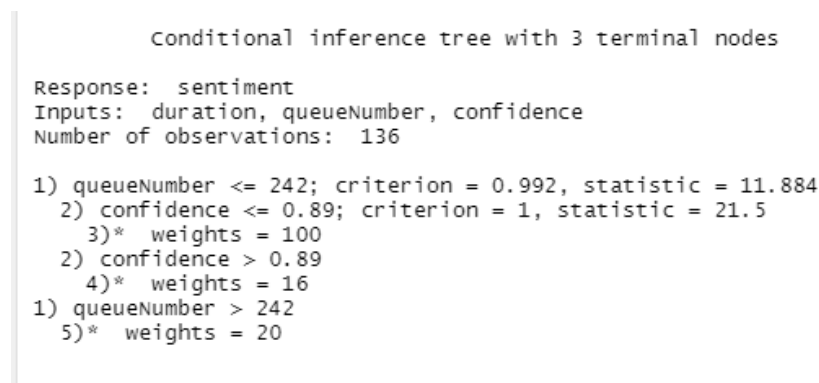 Conditional inference tree with 3 terminal nodes
Response:  sentiment
Inputs:  duration, queueNumber, confidence
Number of observations:  136
1) queueNumber <= 242; criterion = 0.992, statistic = 11.884
2) confidence <= 0.89; criterion = 1, statistic = 21.5
3)*  weights = 100
2) confidence > 0.89
4)*  weights = 16
1) queueNumber > 242
5)*  weights = 20